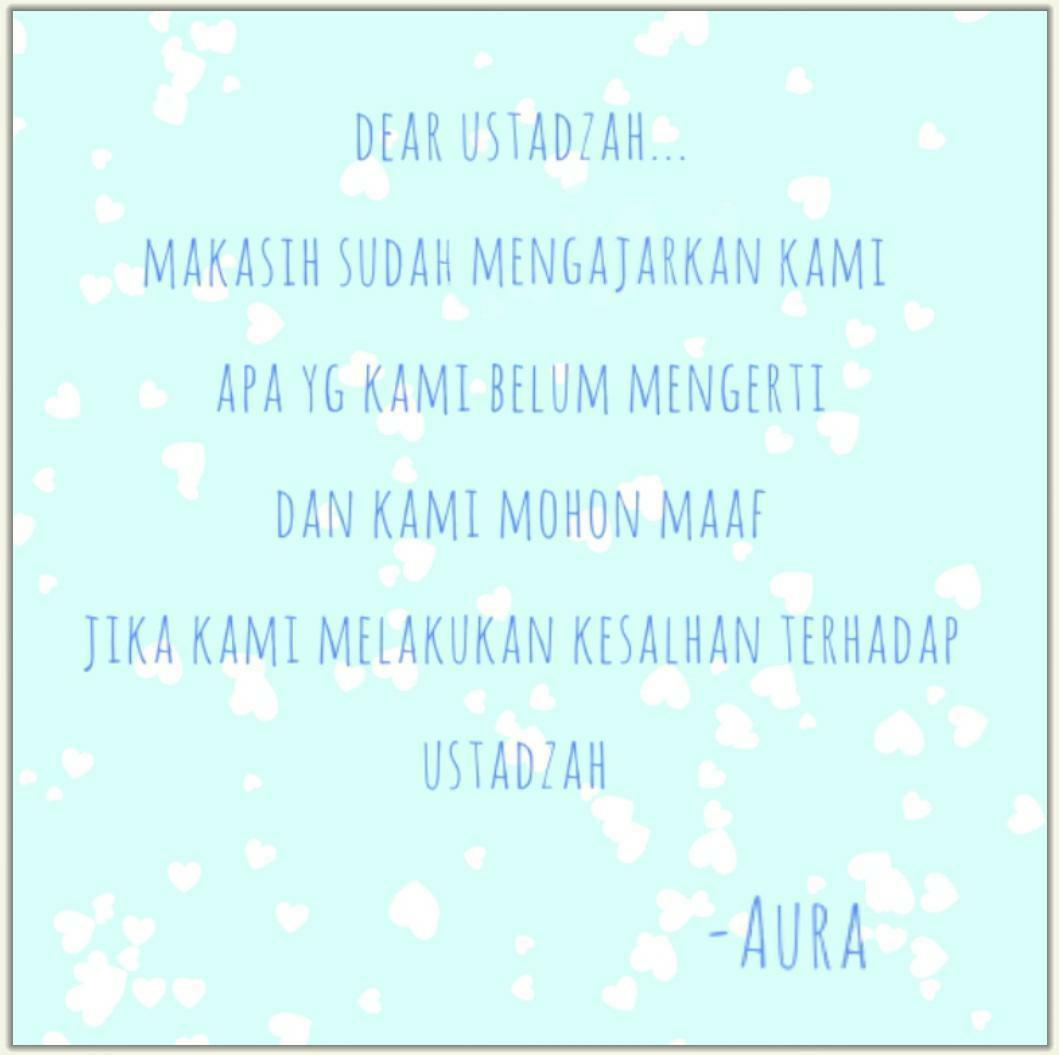 DEAR USTADZAH...
MAKASIH SUDAH MENGAJARKAN KAMI
APA YG KAMI BELUM MENGERTI
DAN KAMI MOHON MAAF
JIKA KAMI MELAKUKAN KESALHAN TERHADAP
USTADZAH
-AURA